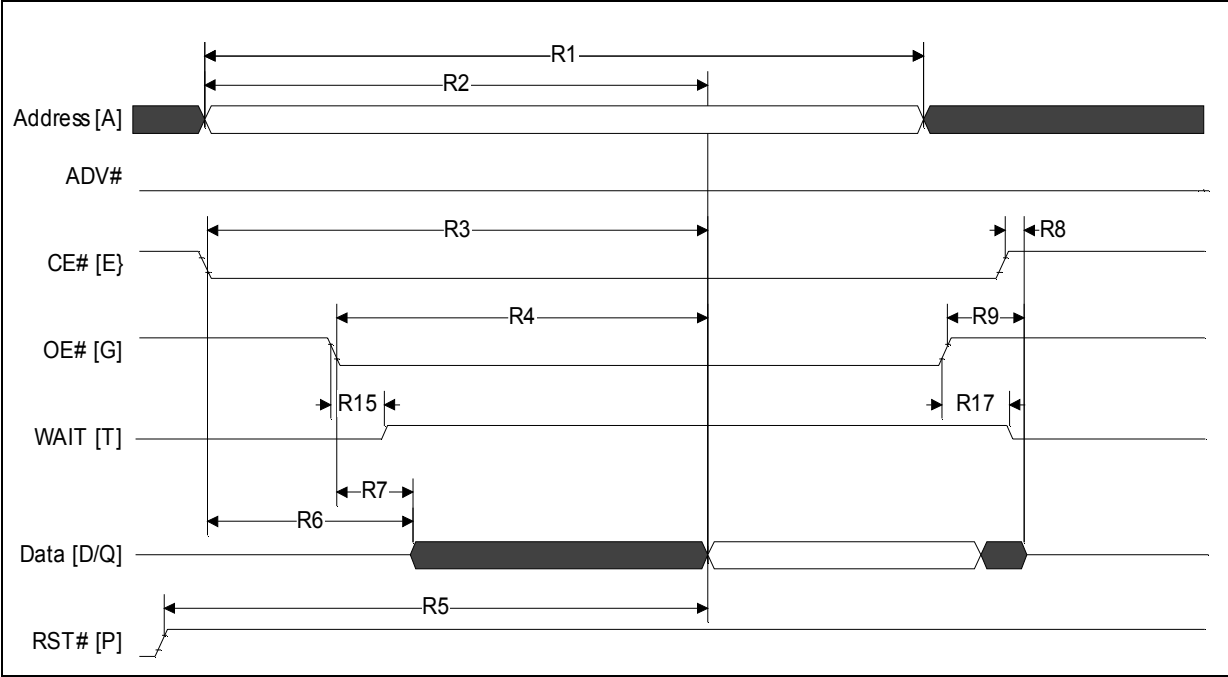 R1
R2
Address [A]
ADV#
R3
R8
CE# [E}
R4
R9
OE# [G]
R15
R17
WAIT [T]
R7
R6
Data [D/Q]
R5
RST# [P]